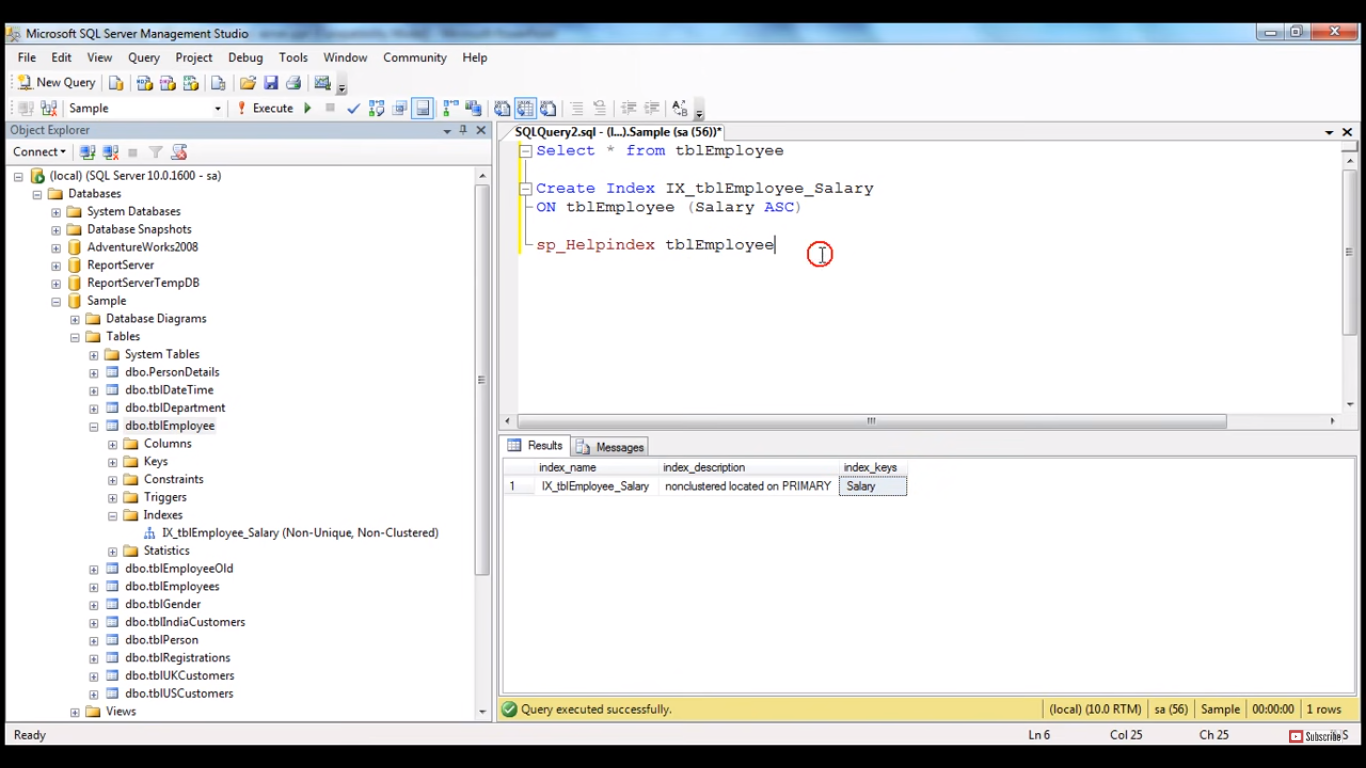 Microsoft SQL Server Management Studio
File Edit View Query Project Debug Tools Window Community Help
New Query
Sample Execute
Object Explorer
Connect
(local) (SQL Server 10.0.1600 - sa)
Databases
System Databases
Database Snapshots
AdventureWorks2008
ReportServer
ReportServerTempDB
Sample
Database Diagrams
Tables
System Tables
dbo.PersonDetails
dbo.tblDateTime
dbo.tblDepartment
dbo.tblEmployee
Columns
Keys
Constraints
Triggers
Indexes
IX_tblEmployee_Salary (Non-Unique, Non-Clustered)
Statistics
dbo.tblEmployeeOld
dbo.tblEmployees
dbo.tblGender
dbo.tblIndiaCustomers
dbo.tblPerson
dbo.tblRegistrations
dbo.tblUKCustomers
dbo.tblUSCustomers
Views
SQLQuery2.sql - (l...).Sample (sa (56))*
Select * from tblEmployee
Create Index IX_tblEmployee_Salary
ON tblEmployee (Salary ASC)
sp_Helpindex tblEmployee
Results Messages
index_name index_description index_keys
1 IX_tblEmployee_Salary nonclustered located on PRIMARY Salary
Query executed successfully. (local) (10.0 RTM) sa (56) Sample 00:00:00 1 rows
Ready Ln 6 Col 25 Ch 25 Subscribe